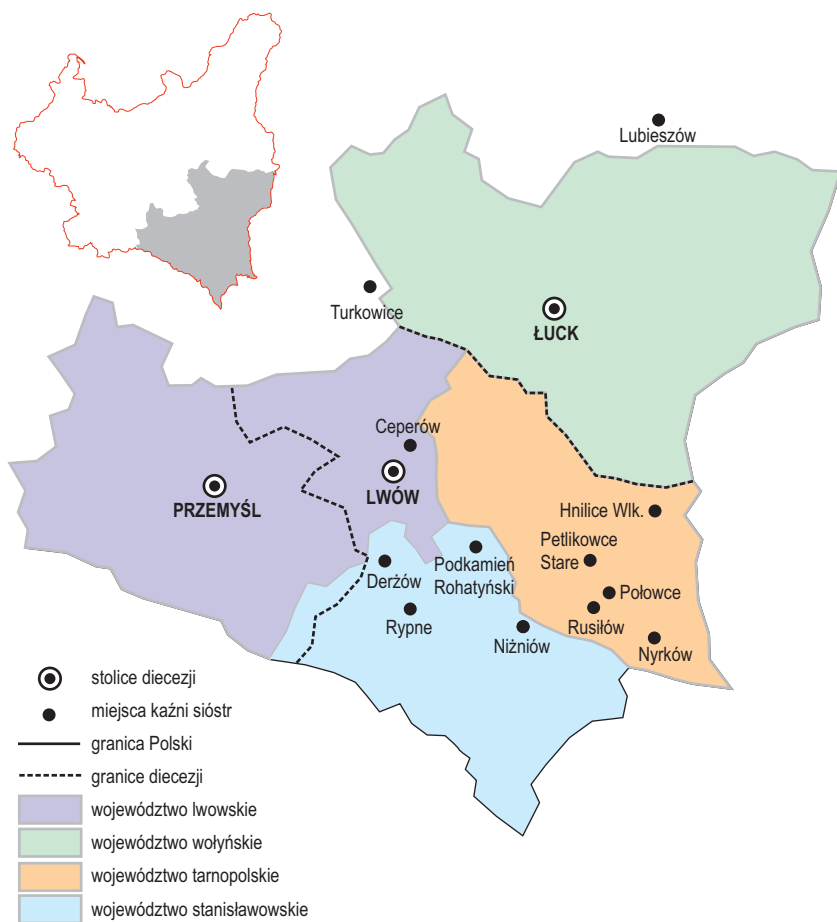 Lubieszów
Turkowice
ŁUCK
Ceperów
LWÓW
PRZEMYŚL
Hnilice Wlk.
Petlikowce
Stare
Podkamień
Rohatyński
Derżów
Połowce
Rypne
Rusiłów
Niżniów
Nyrków
stolice diecezji
miejsca kaźni sióstr
granica Polski
granice diecezji
województwo lwowskie
województwo wołyńskie
województwo tarnopolskie
województwo stanisławowskie